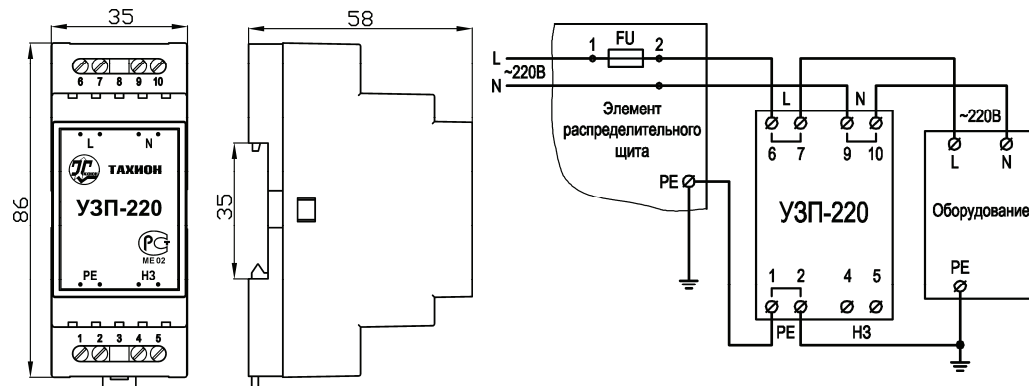 35
58
86
35
6 7 8 9 10
L N
ТАХИОН
УЗП-220
РС
МЕ 02
PE НЗ
1 2 3 4 5
L
~220В
N
1 FU 2
Элемент
распределительного
щита
PE
L N
6 7 9 10
УЗП-220
1 2 4 5
PE НЗ
~220В
L N
Оборудование
PE